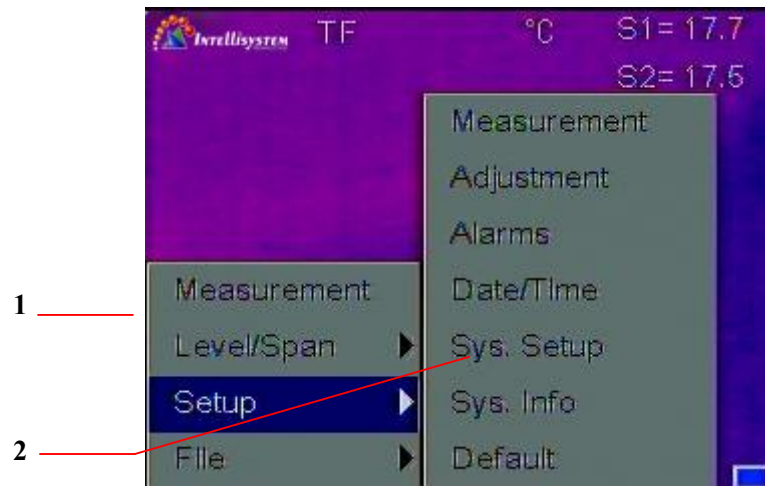 INTELLISYSTEM TF °C S1= 17.7
S2= 17.5
Measurement
Adjustment
Alarms
Date/Time
Sys. Setup
Sys. Info
Default
Measurement
Level/Span
Setup
File
1
2